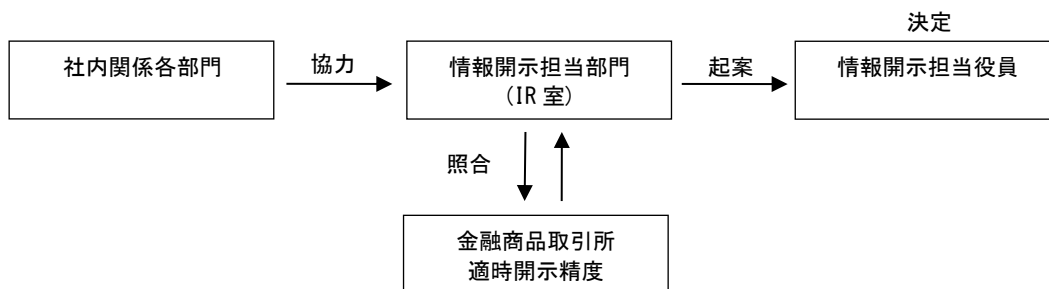 決定
社内関係各部門
協力
情報開示担当部門
(IR 室)
起案
情報開示担当役員
照合
金融商品取引所
適時開示精度